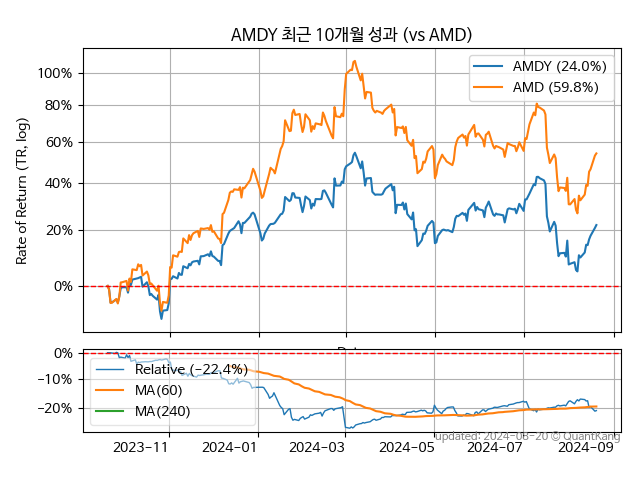 AMDY 최근 10개월 성과 (vs AMD)
Rate of Return (TR, log)
100%
80%
60%
40%
20%
0%
AMDY (24.0%)
AMD (59.8%)
0%
-10%
-20%
Relative (-22.4%)
MA(60)
MA(240)
2023-11
2024-01
2024-03
2024-05
2024-07
2024-09
updated: 2024-08-20 © QuantKang